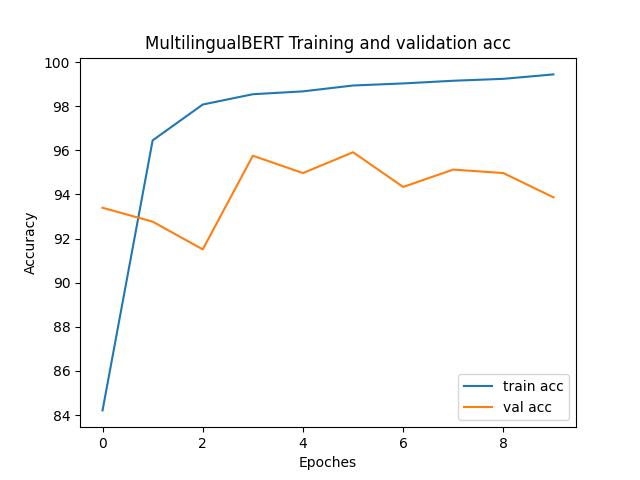 MultilingualBERT Training and validation acc
100
98
96
94
92
90
88
86
84
Accuracy
train acc
val acc
0 2 4 6 8
Epoches